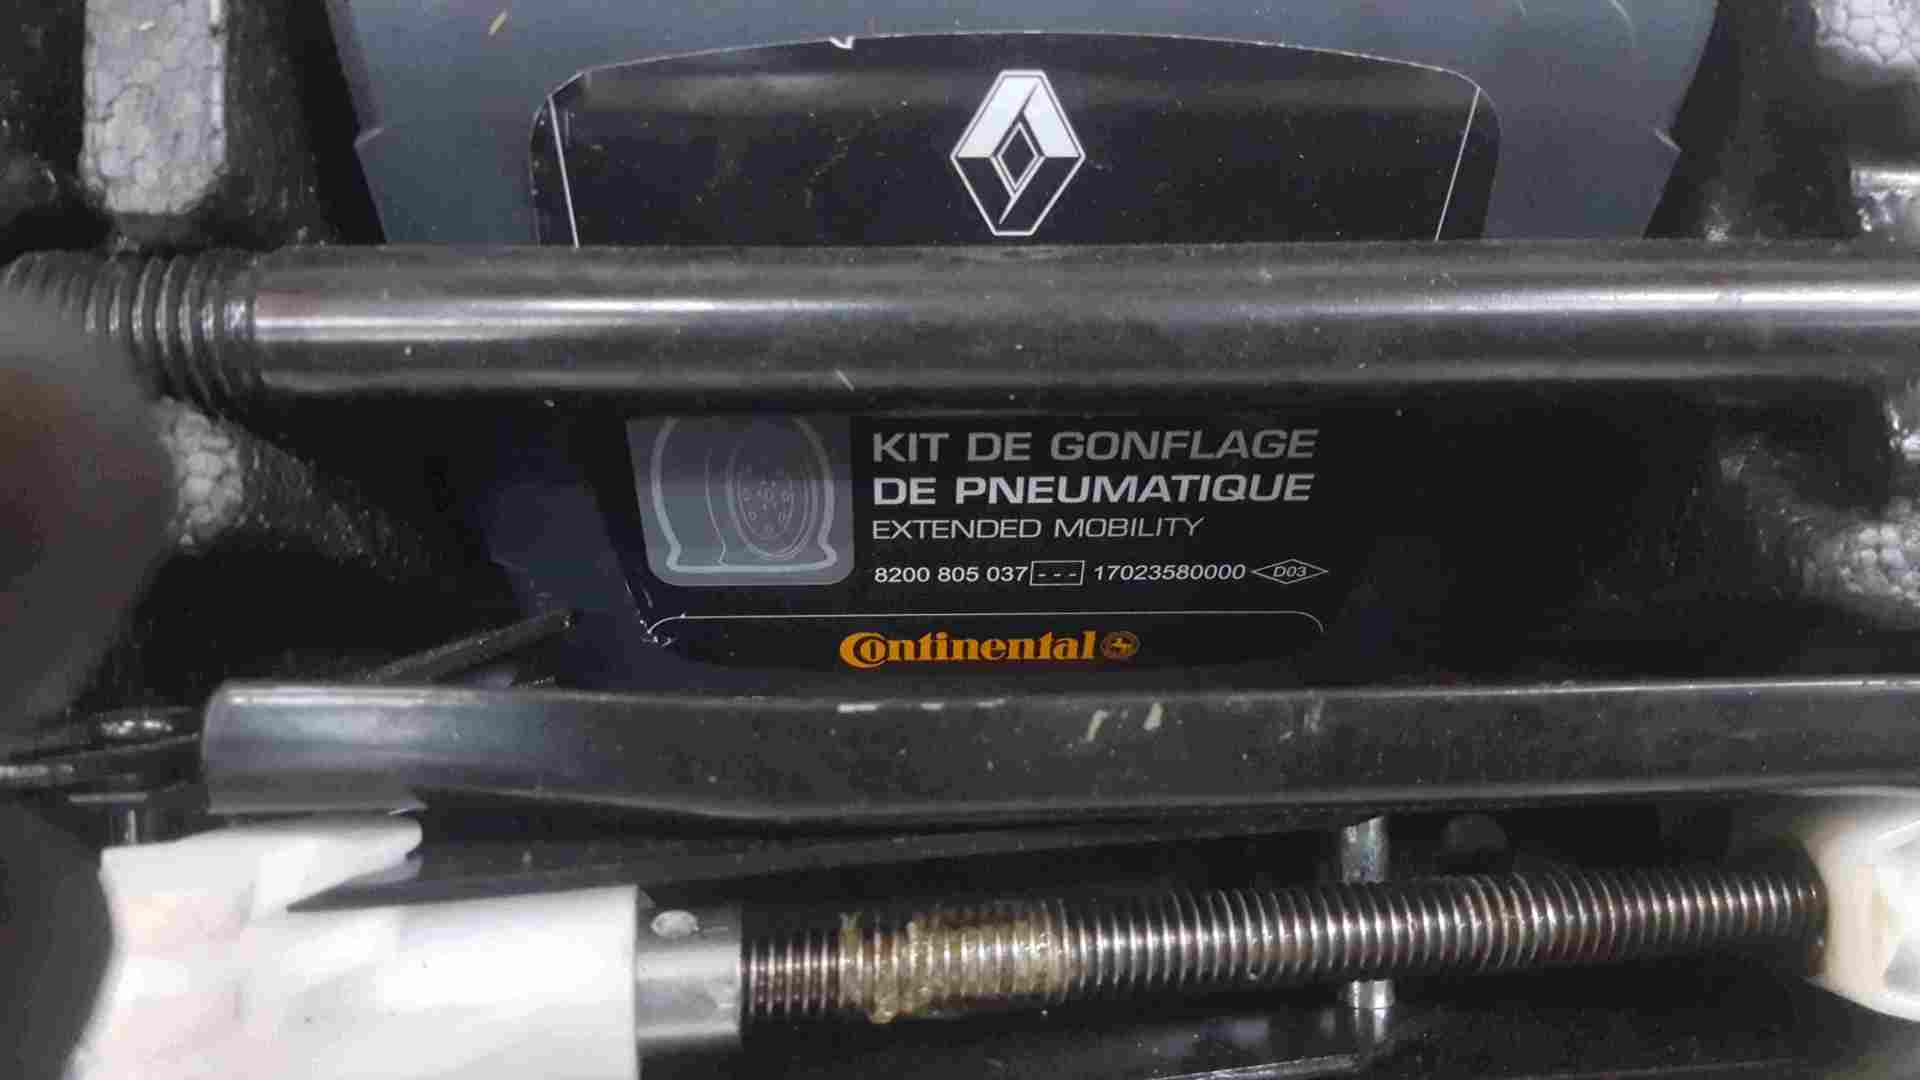 KIT DE GONFLAGE
DE PNEUMATIQUE
EXTENDED MOBILITY
8200 805 037 --- 17023580000 D03
Continental